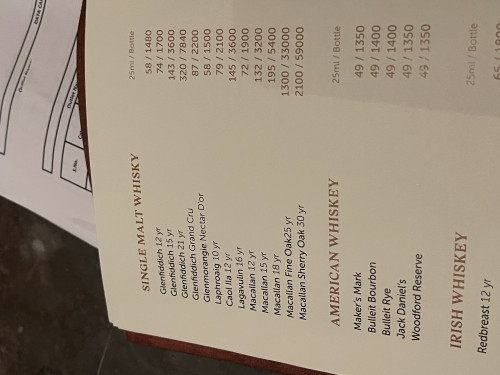 SINGLE MALT WHISKY 25ml / Bottle
Glenfiddich 12 yr 58 / 1480
Glenfiddich 15 yr 74 / 1700
Glenfiddich 21 yr 143 / 3600
Glenfiddich Grand Cru 320 / 7840
Glenmorangie Nectar D'or 87 / 2200
Laphroaig 10 yr 58 / 1500
Caol Ila 12 yr 79 / 2100
Lagavulin 16 yr 145 / 3600
Macallan 12 yr 72 / 1900
Macallan 15 yr 132 / 3200
Macallan 18 yr 195 / 5400
Macallan Fine Oak25 yr 1300 / 33000
Macallan Sherry Oak 30 yr 2100 / 59000
AMERICAN WHISKEY 25ml / Bottle
Maker's Mark 49 / 1350
Bulleit Bourbon 49 / 1400
Bulleit Rye 49 / 1400
Jack Daniel's 49 / 1350
Woodford Reserve 49 / 1350
IRISH WHISKEY 25ml / Bottle
Redbreast 12 yr
S.No.